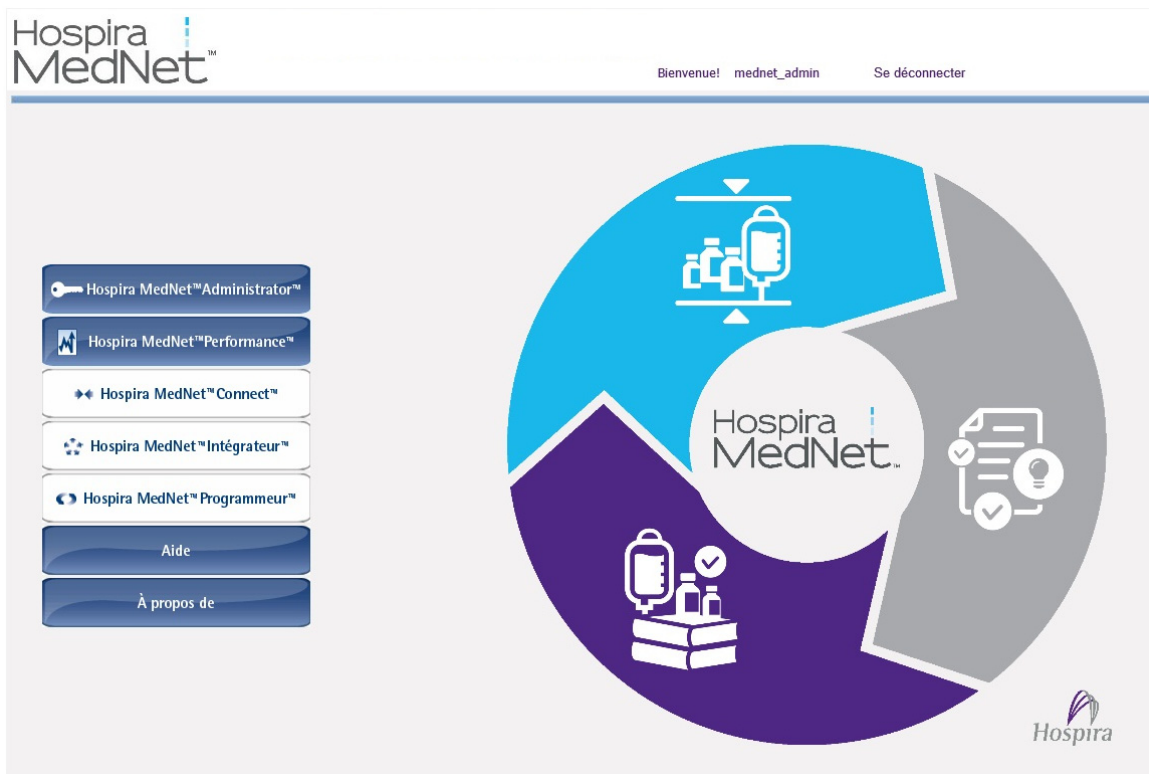 Hospira
MedNet™
Bienvenue! mednet_admin Se déconnecter
Hospira MedNet™Administrator™
Hospira MedNet™Performance™
Hospira MedNet™Connect™
Hospira MedNet™Intégrateur™
Hospira MedNet™Programmeur™
Aide
À propos de
Hospira
MedNet™
Hospira